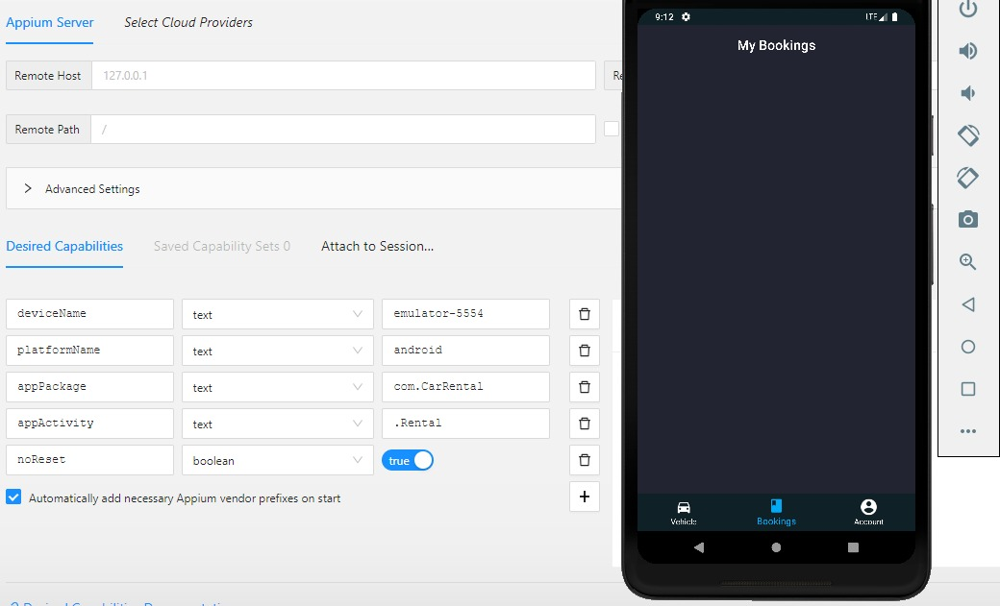 Appium Server
Select Cloud Providers
Remote Host
127.0.0.1
Re
Remote Path
/
Advanced Settings
Desired Capabilities
Saved Capability Sets 0
Attach to Session...
deviceName
text
emulator-5554
platformName
text
android
appPackage
text
com.CarRental
appActivity
text
.Rental
noReset
boolean
true
Automatically add necessary Appium vendor prefixes on start
+
9:12
LTE
My Bookings
Vehicle
Bookings
Account